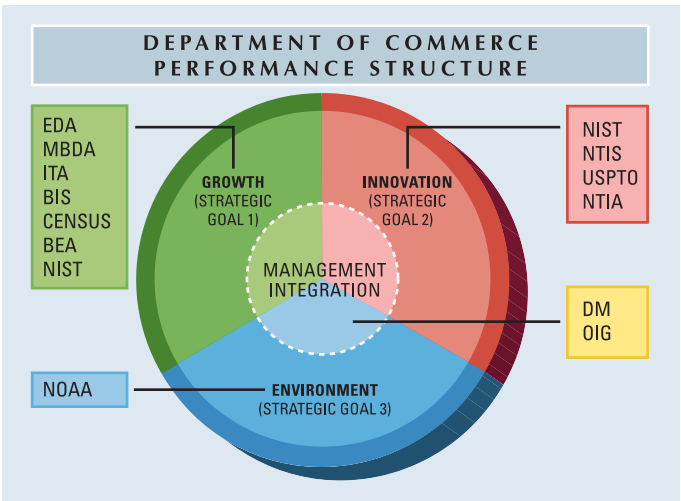 DEPARTMENT OF COMMERCE
PERFORMANCE STRUCTURE
EDA
MBDA
ITA
BIS
CENSUS
BEA
NIST
GROWTH
(STRATEGIC
GOAL 1)
INNOVATION
(STRATEGIC
GOAL 2)
NIST
NTIS
USPTO
NTIA
MANAGEMENT
INTEGRATION
DM
OIG
NOAA
ENVIRONMENT
(STRATEGIC GOAL 3)